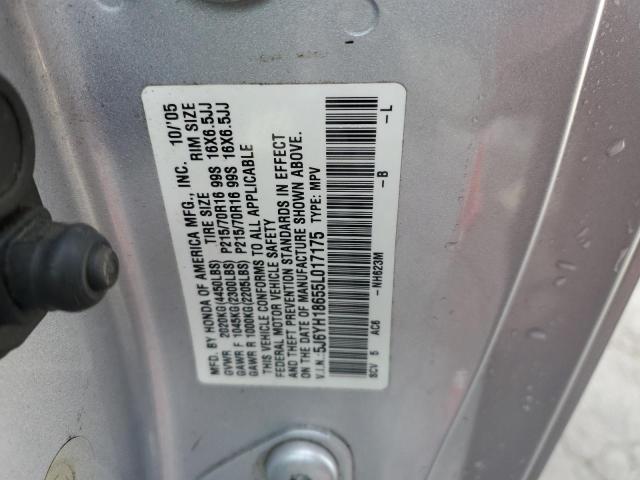 MFD. BY HONDA OF AMERICA MFG., INC. 10/'05
GVWR 2020KG(4450LBS) TIRE SIZE RIM SIZE
GAWR F 1045KG(2300LBS) P215/70R16 99S 16X6.5JJ
GAWR R 1000KG(2205LBS) P215/70R16 99S 16X6.5JJ
THIS VEHICLE CONFORMS TO ALL APPLICABLE
FEDERAL MOTOR VEHICLE SAFETY
AND THEFT PREVENTION STANDARDS IN EFFECT
ON THE DATE OF MANUFACTURE SHOWN ABOVE.
V.I.N.: 5J6YH18655L017175 TYPE: MPV
-NH623M -B -L
SCV 5 AC6